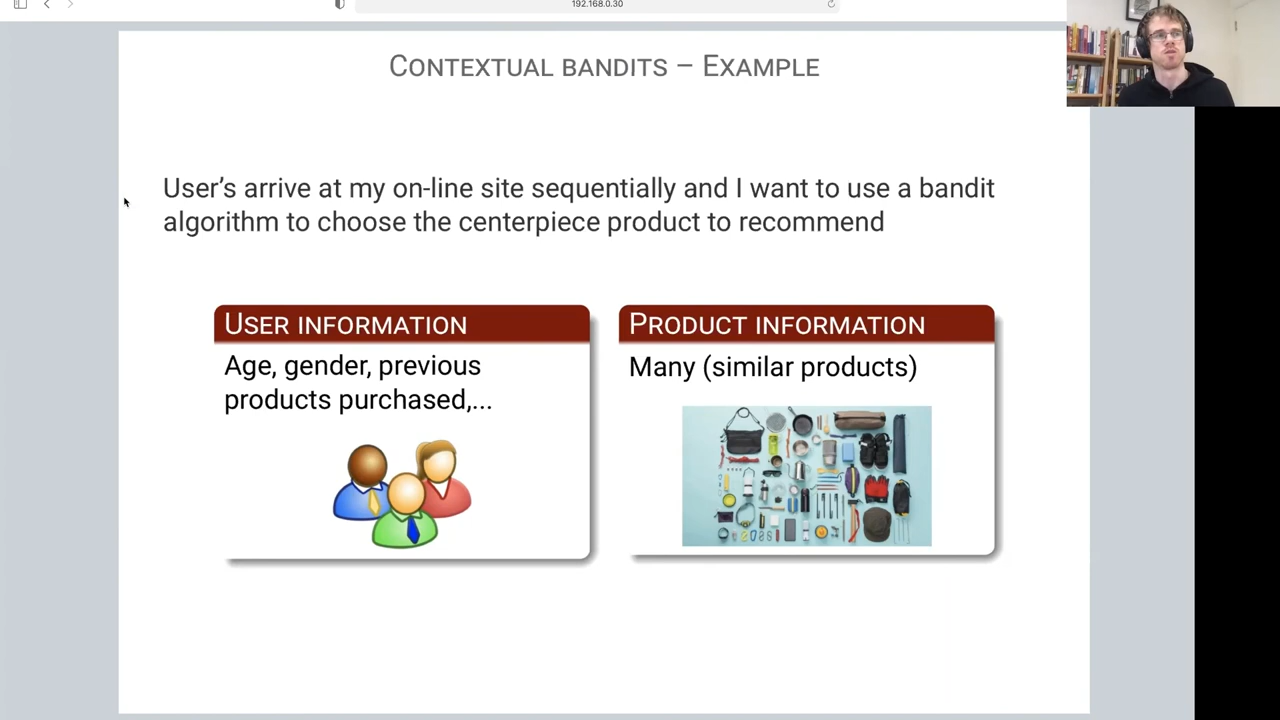 192.168.0.30
CONTEXTUAL BANDITS – EXAMPLE
User's arrive at my on-line site sequentially and I want to use a bandit
algorithm to choose the centerpiece product to recommend
USER INFORMATION
Age, gender, previous
products purchased,...
PRODUCT INFORMATION
Many (similar products)